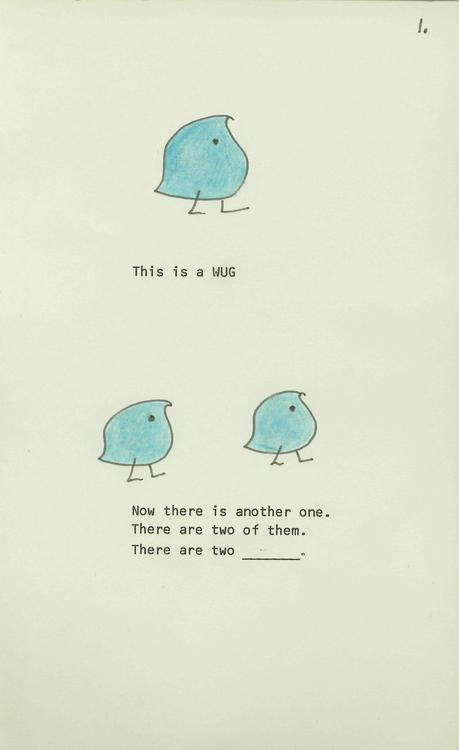 1.
This is a WUG
Now there is another one.
There are two of them.
There are two ______.